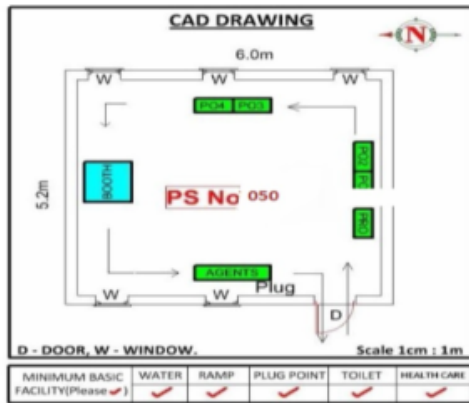 CAD DRAWING
N
6.0m
W W W
PO4 PO3
5.2m
BOOTH
PO2
PRO
PS No 050
AGENTS
Plug
W W
D
D - DOOR, W - WINDOW.
Scale 1cm : 1m
MINIMUM BASIC FACILITY(Please ✓) WATER RAMP PLUG POINT TOILET HEALTH CARE
✓ ✓ ✓ ✓ ✓